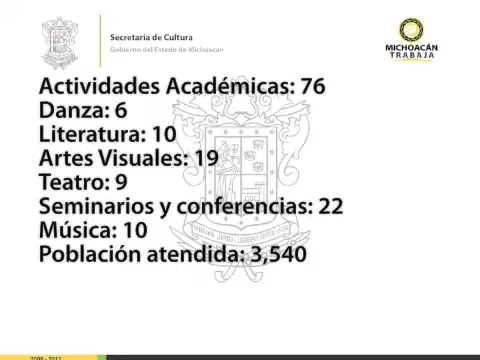 Secretaría de Cultura
Gobierno del Estado de Michoacán
MICHOACÁN
TRABAJA
Actividades Académicas: 76
Danza: 6
Literatura: 10
Artes Visuales: 19
Teatro: 9
Seminarios y conferencias: 22
Música: 10
Población atendida: 3,540
2008 - 2012